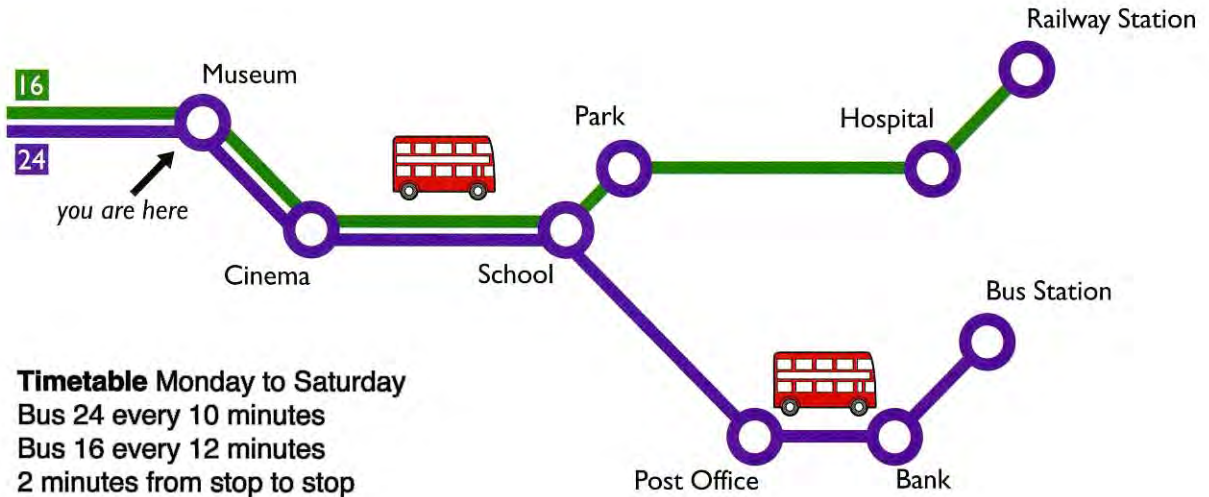 Railway Station
Museum
16
Park
Hospital
24
you are here
Cinema
School
Bus Station
Timetable Monday to Saturday
Bus 24 every 10 minutes
Bus 16 every 12 minutes
2 minutes from stop to stop
Post Office
Bank